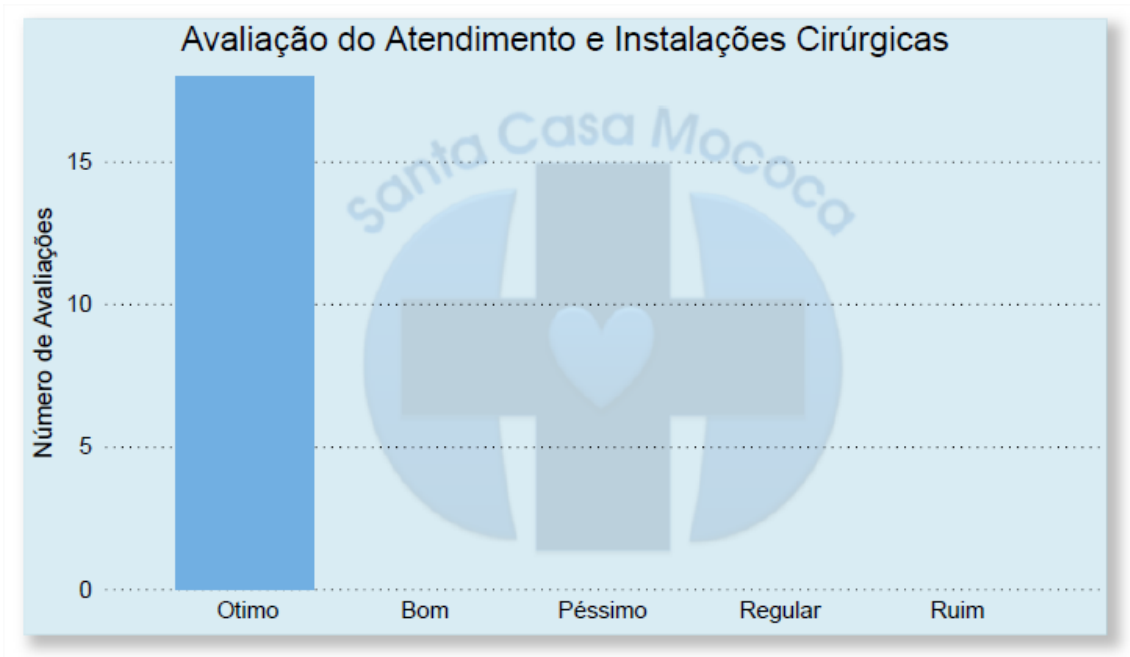 Avaliação do Atendimento e Instalações Cirúrgicas
Santa Casa Mococa
Número de Avaliações
15
10
5
0
Otimo Bom Péssimo Regular Ruim